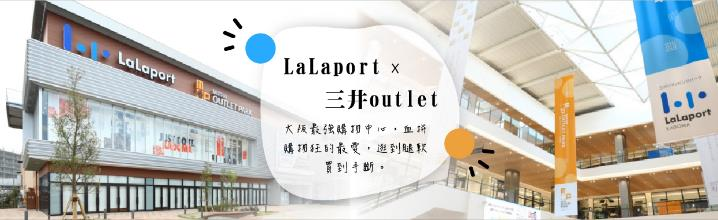 LaLaport
OUTLET PARK
LaLaport x
三井outlet
大阪最強購物中心，血拼
購物狂的最愛，逛到腿軟
買到手斷。
LaLaport
KADOMA